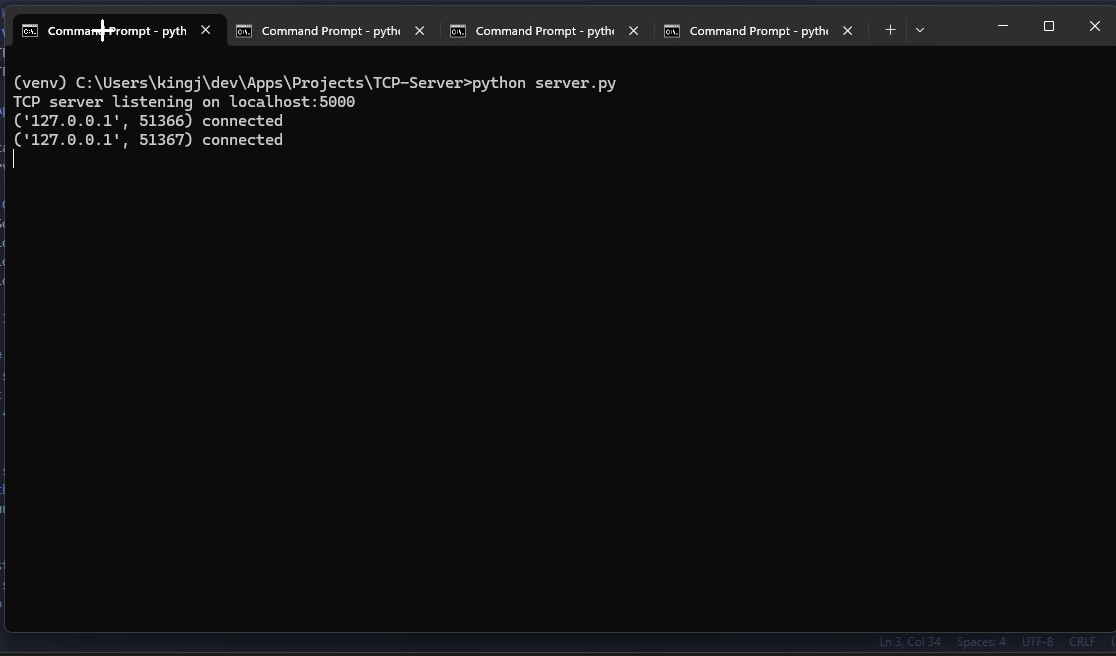 Command Prompt - pyth
Command Prompt - pytho
Command Prompt - pytho
Command Prompt - pytho
(venv) C:\Users\kingj\dev\Apps\Projects\TCP-Server>python server.py
TCP server listening on localhost:5000
('127.0.0.1', 51366) connected
('127.0.0.1', 51367) connected
Ln 3, Col 34 Spaces: 4 UTF-8 CRLF